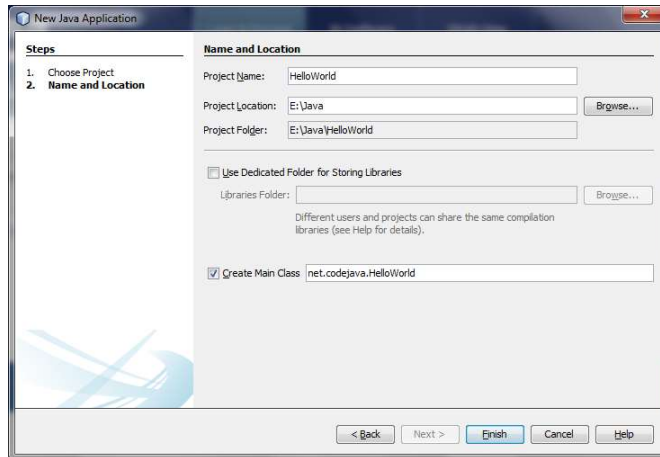 New Java Application
Steps
1. Choose Project
2. Name and Location
Name and Location
Project Name: HelloWorld
Project Location: E:\Java Browse...
Project Folder: E:\Java\HelloWorld
Use Dedicated Folder for Storing Libraries
Libraries Folder: Browse...
Different users and projects can share the same compilation
libraries (see Help for details).
Create Main Class net.codejava.HelloWorld
< Back Next > Finish Cancel Help